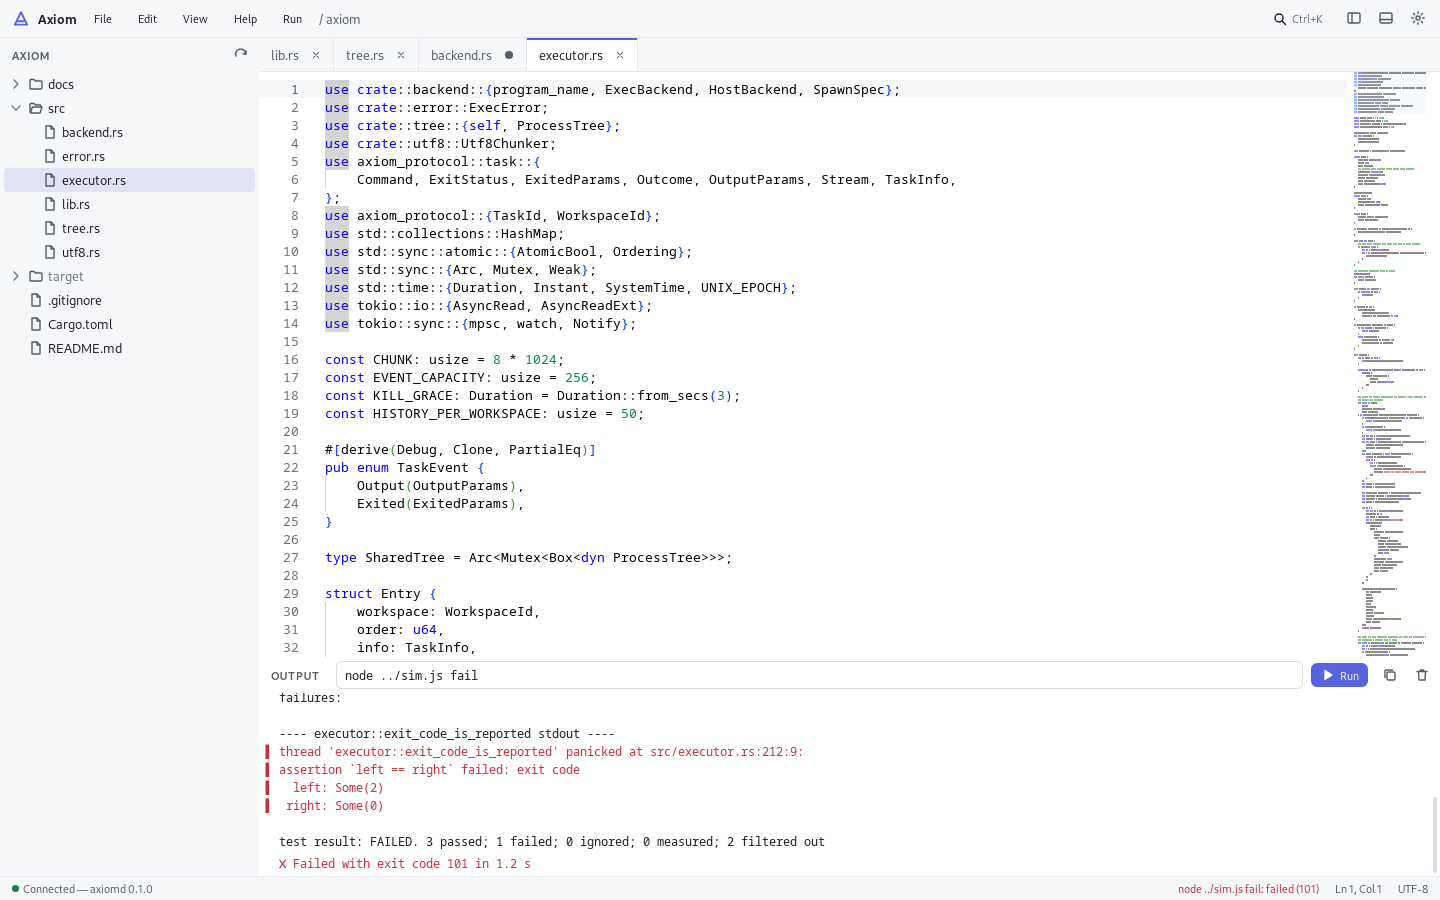 Axiom File Edit View Help Run / axiom Ctrl+K
AXIOM
docs
src
backend.rs
error.rs
executor.rs
lib.rs
tree.rs
utf8.rs
target
.gitignore
Cargo.toml
README.md
lib.rs tree.rs backend.rs executor.rs
1 use crate::backend::{program_name, ExecBackend, HostBackend, SpawnSpec};
2 use crate::error::ExecError;
3 use crate::tree::{self, ProcessTree};
4 use crate::utf8::Utf8Chunker;
5 use axiom_protocol::task::{
6 Command, ExitStatus, ExitedParams, Outcome, OutputParams, Stream, TaskInfo,
7 };
8 use axiom_protocol::{TaskId, WorkspaceId};
9 use std::collections::HashMap;
10 use std::sync::atomic::{AtomicBool, Ordering};
11 use std::sync::{Arc, Mutex, Weak};
12 use std::time::{Duration, Instant, SystemTime, UNIX_EPOCH};
13 use tokio::io::{AsyncRead, AsyncReadExt};
14 use tokio::sync::{mpsc, watch, Notify};
15
16 const CHUNK: usize = 8 * 1024;
17 const EVENT_CAPACITY: usize = 256;
18 const KILL_GRACE: Duration = Duration::from_secs(3);
19 const HISTORY_PER_WORKSPACE: usize = 50;
20
21 #[derive(Debug, Clone, PartialEq)]
22 pub enum TaskEvent {
23 Output(OutputParams),
24 Exited(ExitedParams),
25 }
26
27 type SharedTree = Arc<Mutex<Box<dyn ProcessTree>>>;
28
29 struct Entry {
30 workspace: WorkspaceId,
31 order: u64,
32 info: TaskInfo,
OUTPUT node ../sim.js fail Run
failures:
---- executor::exit_code_is_reported stdout ----
thread 'executor::exit_code_is_reported' panicked at src/executor.rs:212:9:
assertion `left == right` failed: exit code
left: Some(2)
right: Some(0)
test result: FAILED. 3 passed; 1 failed; 0 ignored; 0 measured; 2 filtered out
✗ Failed with exit code 101 in 1.2 s
Connected — axiomd 0.1.0 node ../sim.js fail: failed (101) Ln 1, Col 1 UTF-8